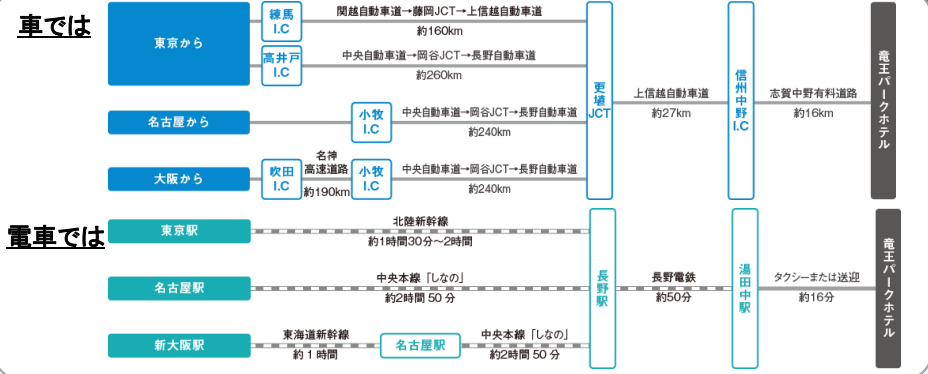 車では
東京から
練馬
I.C
関越自動車道→藤岡JCT→上信越自動車道
約160km
高井戸
I.C
中央自動車道→岡谷JCT→長野自動車道
約260km
名古屋から
小牧
I.C
中央自動車道→岡谷JCT→長野自動車道
約240km
大阪から
吹田
I.C
名神
高速道路
約190km
小牧
I.C
中央自動車道→岡谷JCT→長野自動車道
約240km
更埴
JCT
上信越自動車道
約27km
信州中野
I.C
志賀中野有料道路
約16km
竜王パークホテル
電車では
東京駅
北陸新幹線
約1時間30分〜2時間
名古屋駅
中央本線「しなの」
約2時間 50 分
新大阪駅
東海道新幹線
約 1 時間
名古屋駅
中央本線「しなの」
約2時間 50 分
長野駅
長野電鉄
約50分
湯田中駅
タクシーまたは送迎
約16分
竜王パークホテル